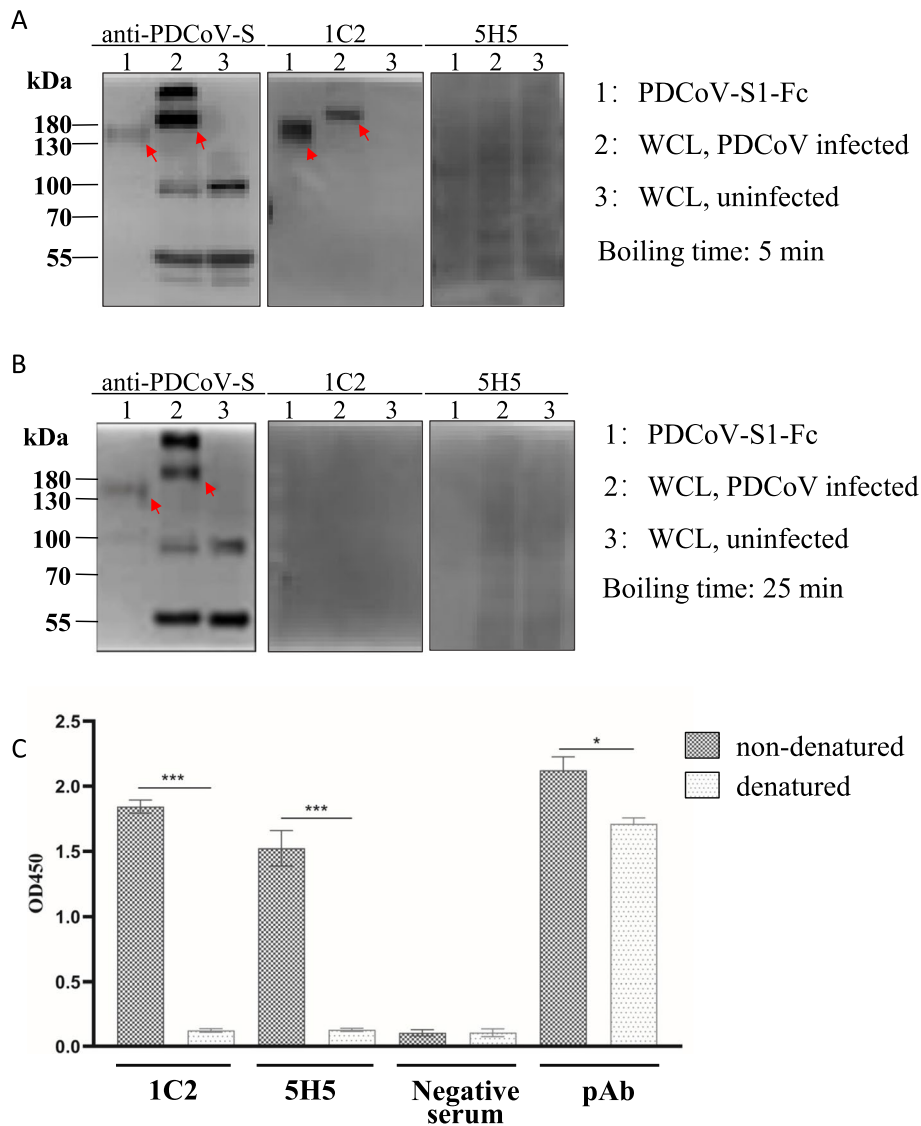 A
anti-PDCoV-S 1C2 5H5
1 2 3 1 2 3 1 2 3
kDa
180
130
100
70
55
1: PDCoV-S1-Fc
2: WCL, PDCoV infected
3: WCL, uninfected
Boiling time: 5 min
B
anti-PDCoV-S 1C2 5H5
1 2 3 1 2 3 1 2 3
kDa
180
130
100
70
55
1: PDCoV-S1-Fc
2: WCL, PDCoV infected
3: WCL, uninfected
Boiling time: 25 min
C
OD450
2.5
2.0
1.5
1.0
0.5
0.0
***
***
*
non-denatured
denatured
1C2 5H5 Negative pAb
serum